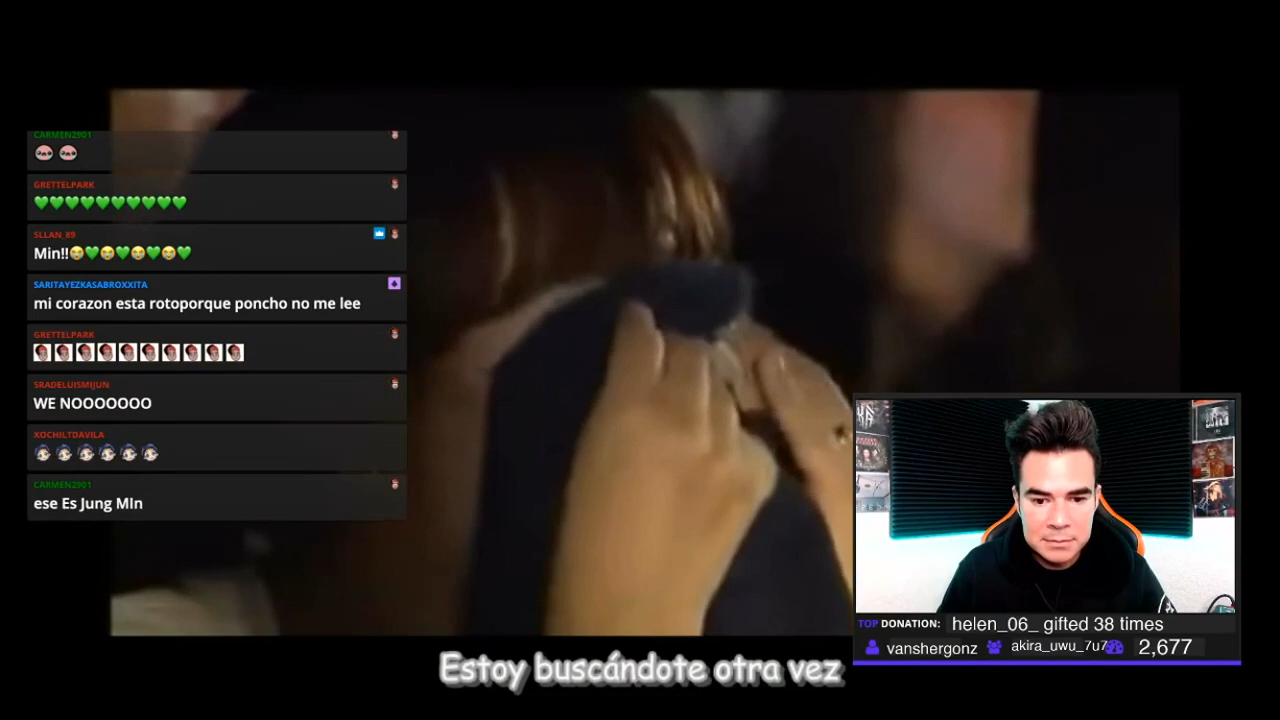 CARMEN2901
GRETTELPARK
SLLAN_89
Min!!😭💚😭💚😭💚😭💚
SARITAYEZKASABROXXITA
mi corazon esta rotoporque poncho no me lee
GRETTELPARK
SRADELUISMIJUN
WE NOOOOOOO
XOCHILTDAVILA
CARMEN2901
ese Es Jung MIn
TOP DONATION: helen_06_ gifted 38 times
vanshergonz akira_uwu_7u7 2,677
Estoy buscándote otra vez